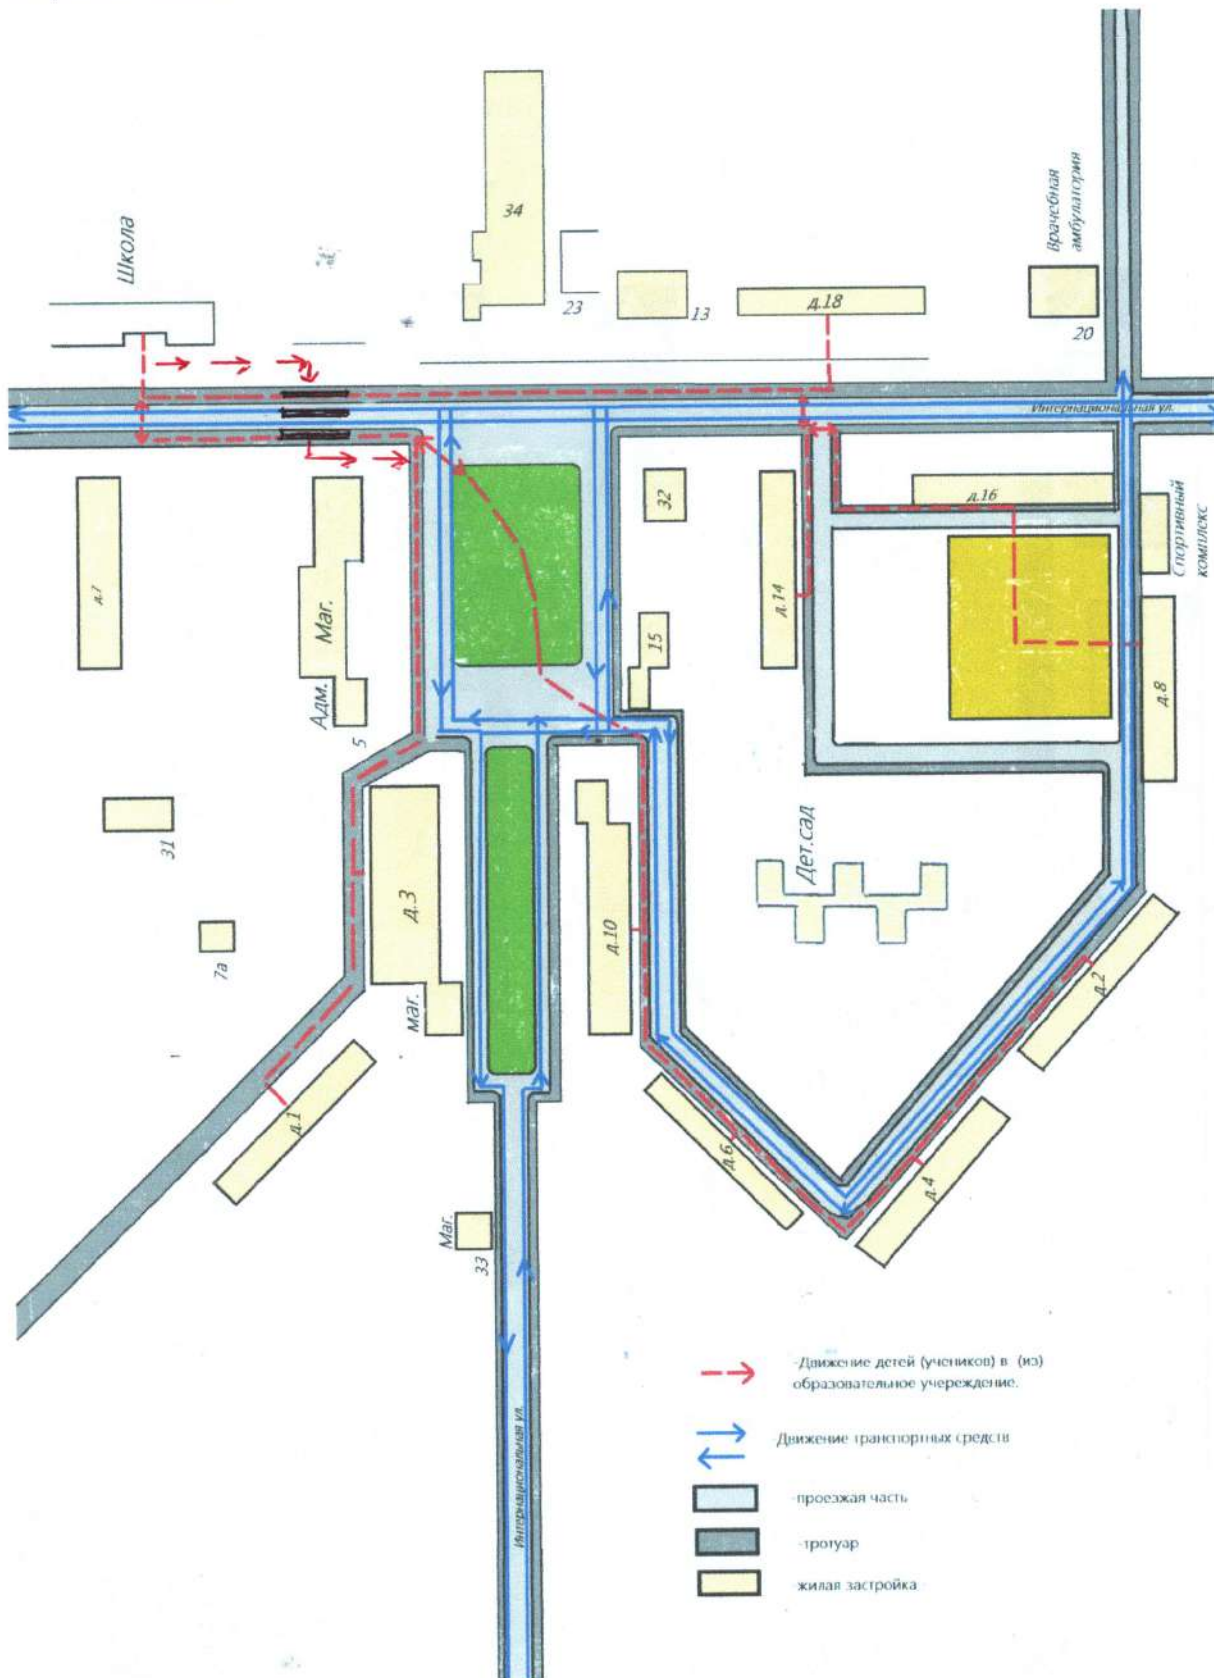 Школа
34
23
13
д.18
Врачебная
амбулатория
20
Интернациональная ул.
д.7
Маг.
Адм.
5
32
15
д.14
д.16
Спортивный
комплекс
д.8
31
7а
д.3
маг.
д.10
Дет.сад
д.2
д.1
д.6
д.4
Маг.
33
Интернациональная ул.
-Движение детей (учеников) в (из)
образовательное учереждение.
Движение транспортных средств
-проезжая часть
-тротуар
-жилая застройка